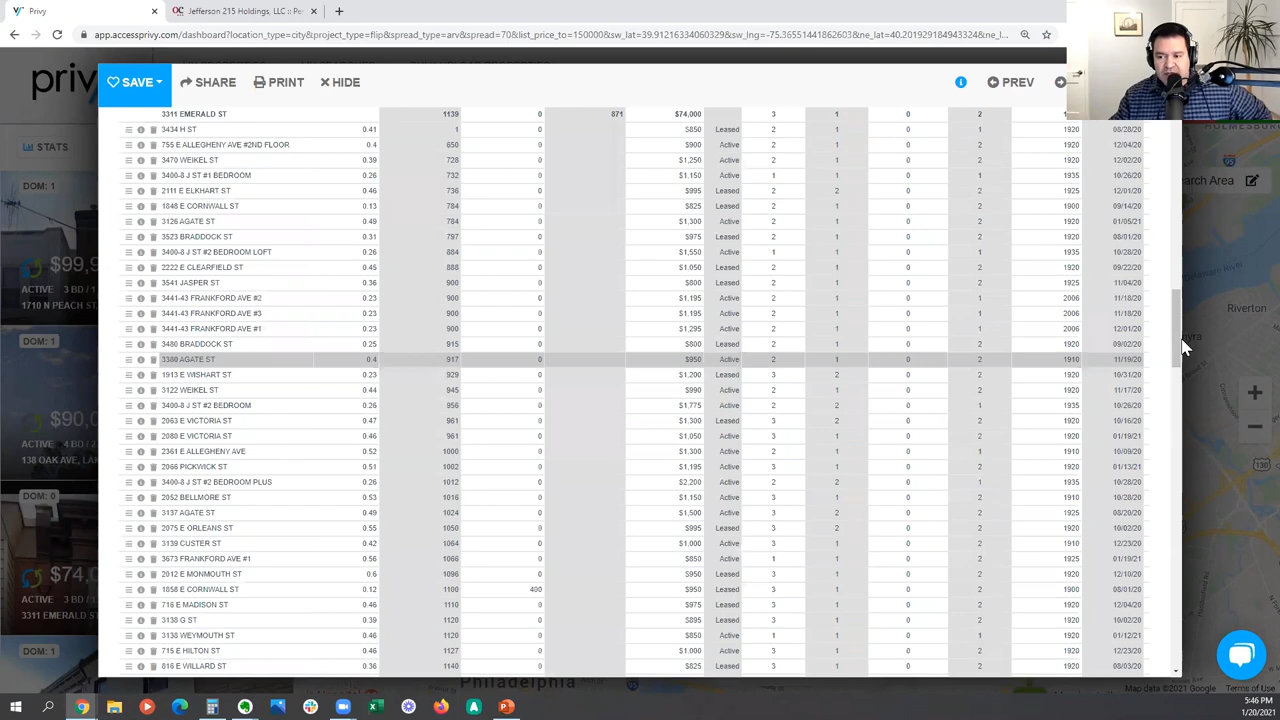 Privy
Jefferson 215 Holdings, LLC :: Pe
app.accessprivy.com/dashboard?location_type=city&project_type=flip&spread_type=arv&spread=70&list_price_to=150000&sw_lat=39.91216334060329&sw_lng=-75.36551441862603&ne_lat=40.201929184944324&ne_lng=-74...
SAVE SHARE PRINT HIDE PREV
STATS
Search Area
3311 EMERALD ST 1139 0 871 $74,000 3 1 0 2
3434 H ST 0.41 1 0 $850 Leased 2 1 0 2 1920 08/28/20
755 E ALLEGHENY AVE #2ND FLOOR 0.4 650 0 $900 Active 2 1 0 2 1920 12/04/20
3470 WEIKEL ST 0.39 728 0 $1,250 Active 2 1 0 2 1920 12/02/20
3400-8 J ST #1 BEDROOM 0.26 732 0 $1,150 Active 1 1 0 1 1935 10/26/20
2111 E ELKHART ST 0.46 736 0 $995 Leased 2 2 0 2 1925 12/01/20
1848 E CORNWALL ST 0.13 784 0 $825 Leased 2 1 0 2 1900 09/14/20
3126 AGATE ST 0.49 784 0 $1,300 Active 2 1 0 2 1920 01/05/21
3523 BRADDOCK ST 0.31 797 0 $975 Leased 2 1 0 2 1920 08/01/20
3400-8 J ST #2 BEDROOM LOFT 0.26 884 0 $1,550 Active 1 1 0 1 1935 10/28/20
2222 E CLEARFIELD ST 0.45 888 0 $1,050 Leased 2 1 0 2 1920 09/22/20
3541 JASPER ST 0.36 900 0 $800 Leased 2 1 0 2 1925 11/04/20
3441-43 FRANKFORD AVE #2 0.23 900 0 $1,195 Active 2 1 0 1 2006 11/18/20
3441-43 FRANKFORD AVE #3 0.23 900 0 $1,195 Active 2 1 0 1 2006 11/18/20
3441-43 FRANKFORD AVE #1 0.23 900 0 $1,295 Active 2 1 0 1 2006 12/01/20
3480 BRADDOCK ST 0.25 915 0 $800 Leased 2 1 0 2 1920 09/02/20
3380 AGATE ST 0.4 917 0 $950 Active 2 1 0 2 1910 11/19/20
1913 E WISHART ST 0.23 929 0 $1,200 Leased 3 2 0 2 1920 10/31/20
3122 WEIKEL ST 0.44 945 0 $990 Active 2 1 0 2 1920 11/17/20
3400-8 J ST #2 BEDROOM 0.26 956 0 $1,775 Active 2 2 0 1 1935 10/26/20
2063 E VICTORIA ST 0.47 961 0 $1,300 Leased 3 2 0 2 1920 10/16/20
2080 E VICTORIA ST 0.46 961 0 $1,050 Active 3 1 0 2 1920 01/19/21
2361 E ALLEGHENY AVE 0.52 1000 0 $1,300 Active 2 1 0 1 1910 10/09/20
2066 PICKWICK ST 0.51 1002 0 $1,195 Active 3 1 0 2 1920 01/13/21
3400-8 J ST #2 BEDROOM PLUS 0.26 1012 0 $2,200 Active 2 2 0 1 1935 10/28/20
2052 BELLMORE ST 0.53 1016 0 $1,150 Active 3 1 0 2 1910 10/28/20
3137 AGATE ST 0.49 1024 0 $1,500 Leased 3 2 0 2 1925 08/20/20
2075 E ORLEANS ST 0.55 1050 0 $995 Leased 3 2 0 2 1925 10/02/20
3139 CUSTER ST 0.42 1064 0 $1,000 Active 3 1 0 2 1910 12/23/20
3673 FRANKFORD AVE #1 0.56 1066 0 $850 Active 1 1 0 2 1925 01/19/21
2012 E MONMOUTH ST 0.6 1096 0 $950 Leased 3 1 0 2 1920 12/10/20
1858 E CORNWALL ST 0.12 1100 400 $950 Leased 3 1 0 2 1900 08/01/20
716 E MADISON ST 0.46 1110 0 $975 Leased 3 1 0 2 1920 12/04/20
3138 G ST 0.39 1120 0 $895 Leased 3 1 0 2 1920 10/02/20
3138 WEYMOUTH ST 0.46 1120 0 $850 Active 1 1 0 1 1920 01/12/21
715 E HILTON ST 0.46 1127 0 $1,000 Active 3 1 0 2 1920 12/23/20
816 E WILLARD ST 0.36 1140 0 $825 Leased 3 1 0 2 1920 08/03/20
DOM: 1
$99,9
ACTIVE 3 BD / 
1710 N PEACH ST,
DOM: 1
$90,0
ACTIVE 4 BD / 
138 OAK AVE, LA
DOM: 0
$74,0
ACTIVE 3 BD / 1
3311 EMERALD ST
DOM: 1
HOLMESBURG
95
Riverton
130
Philadelphia
Map data ©2021 Google Terms of Use
5:46 PM
1/20/2021